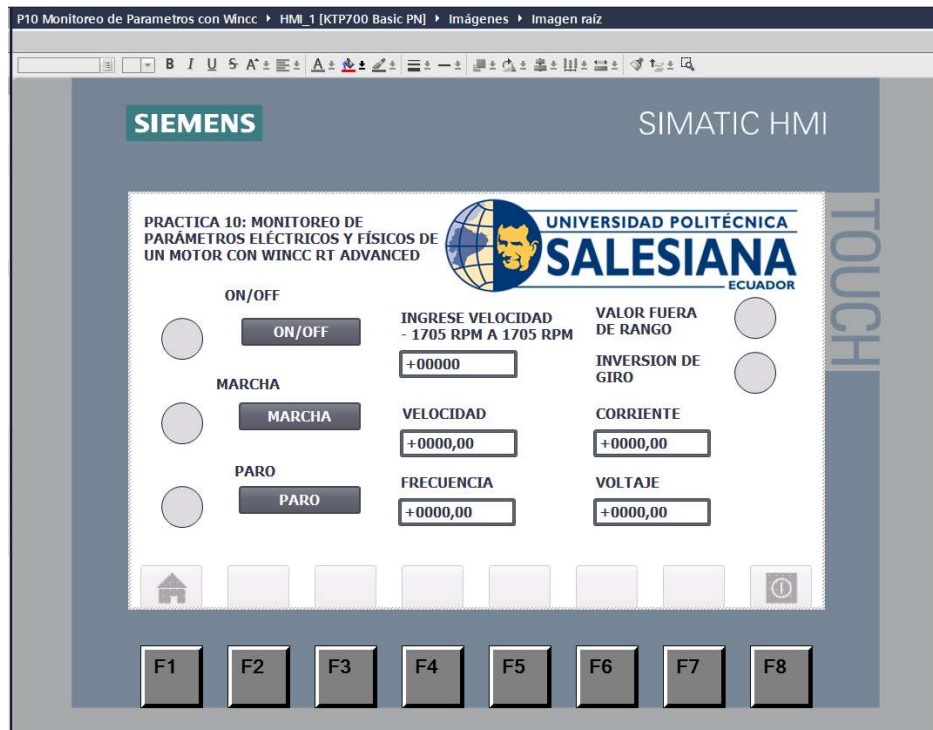 P10 Monitoreo de Parametros con Wincc ▸ HMI_1 [KTP700 Basic PN] ▸ Imágenes ▸ Imagen raíz
B I U S A
A
SIEMENS
SIMATIC HMI
TOUCH
PRACTICA 10: MONITOREO DE
PARÁMETROS ELÉCTRICOS Y FÍSICOS DE
UN MOTOR CON WINCC RT ADVANCED
UNIVERSIDAD POLITÉCNICA
SALESIANA
ECUADOR
ON/OFF
ON/OFF
MARCHA
MARCHA
PARO
PARO
INGRESE VELOCIDAD
- 1705 RPM A 1705 RPM
+00000
VALOR FUERA
DE RANGO
INVERSION DE
GIRO
VELOCIDAD
+0000,00
CORRIENTE
+0000,00
FRECUENCIA
+0000,00
VOLTAJE
+0000,00
F1 F2 F3 F4 F5 F6 F7 F8